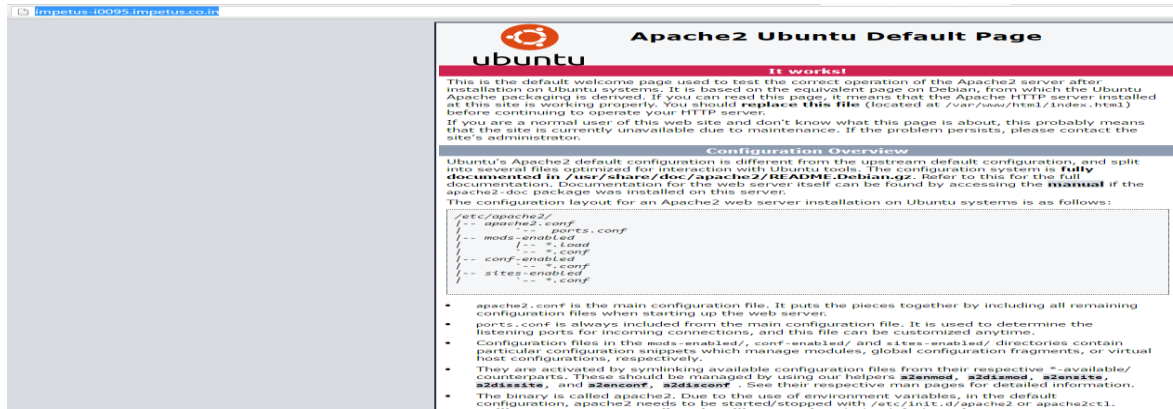 impetus-i0095.impetus.co.in
Apache2 Ubuntu Default Page
ubuntu
It works!
This is the default welcome page used to test the correct operation of the Apache2 server after
installation on Ubuntu systems. It is based on the equivalent page on Debian, from which the Ubuntu
Apache packaging is derived. If you can read this page, it means that the Apache HTTP server installed
at this site is working properly. You should replace this file (located at /var/www/html/index.html)
before continuing to operate your HTTP server.
If you are a normal user of this web site and don't know what this page is about, this probably means
that the site is currently unavailable due to maintenance. If the problem persists, please contact the
site's administrator.
Configuration Overview
Ubuntu's Apache2 default configuration is different from the upstream default configuration, and split
into several files optimized for interaction with Ubuntu tools. The configuration system is fully
documented in /usr/share/doc/apache2/README.Debian.gz. Refer to this for the full
documentation. Documentation for the web server itself can be found by accessing the manual if the
apache2-doc package was installed on this server.
The configuration layout for an Apache2 web server installation on Ubuntu systems is as follows:
/etc/apache2/
|-- apache2.conf
|       `--  ports.conf
|-- mods-enabled
|       |-- *.load
|       `-- *.conf
|-- conf-enabled
|       `-- *.conf
|-- sites-enabled
|       `-- *.conf
• apache2.conf is the main configuration file. It puts the pieces together by including all remaining
configuration files when starting up the web server.
• ports.conf is always included from the main configuration file. It is used to determine the
listening ports for incoming connections, and this file can be customized anytime.
• Configuration files in the mods-enabled/, conf-enabled/ and sites-enabled/ directories contain
particular configuration snippets which manage modules, global configuration fragments, or virtual
host configurations, respectively.
• They are activated by symlinking available configuration files from their respective *-available/
counterparts. These should be managed by using our helpers a2enmod, a2dismod, a2ensite,
a2dissite, and a2enconf, a2disconf . See their respective man pages for detailed information.
• The binary is called apache2. Due to the use of environment variables, in the default
configuration, apache2 needs to be started/stopped with /etc/init.d/apache2 or apache2ctl.